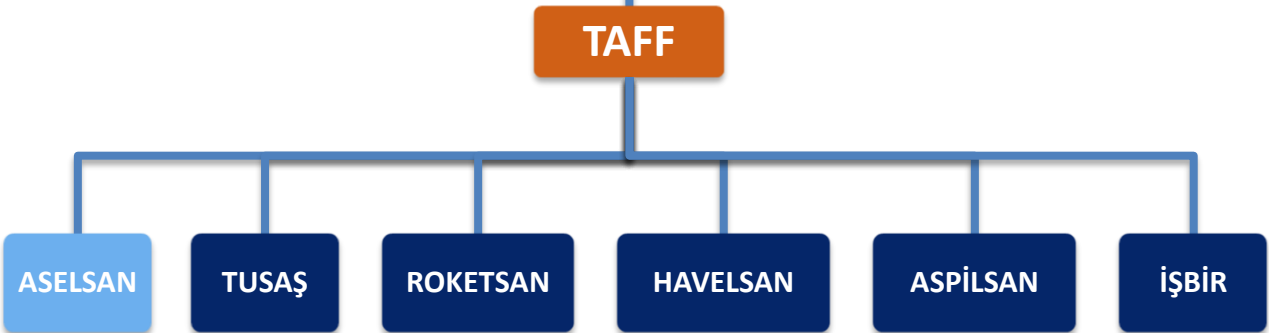 TAFF
ASELSAN
TUSAŞ
ROKETSAN
HAVELSAN
ASPİLSAN
İŞBİR